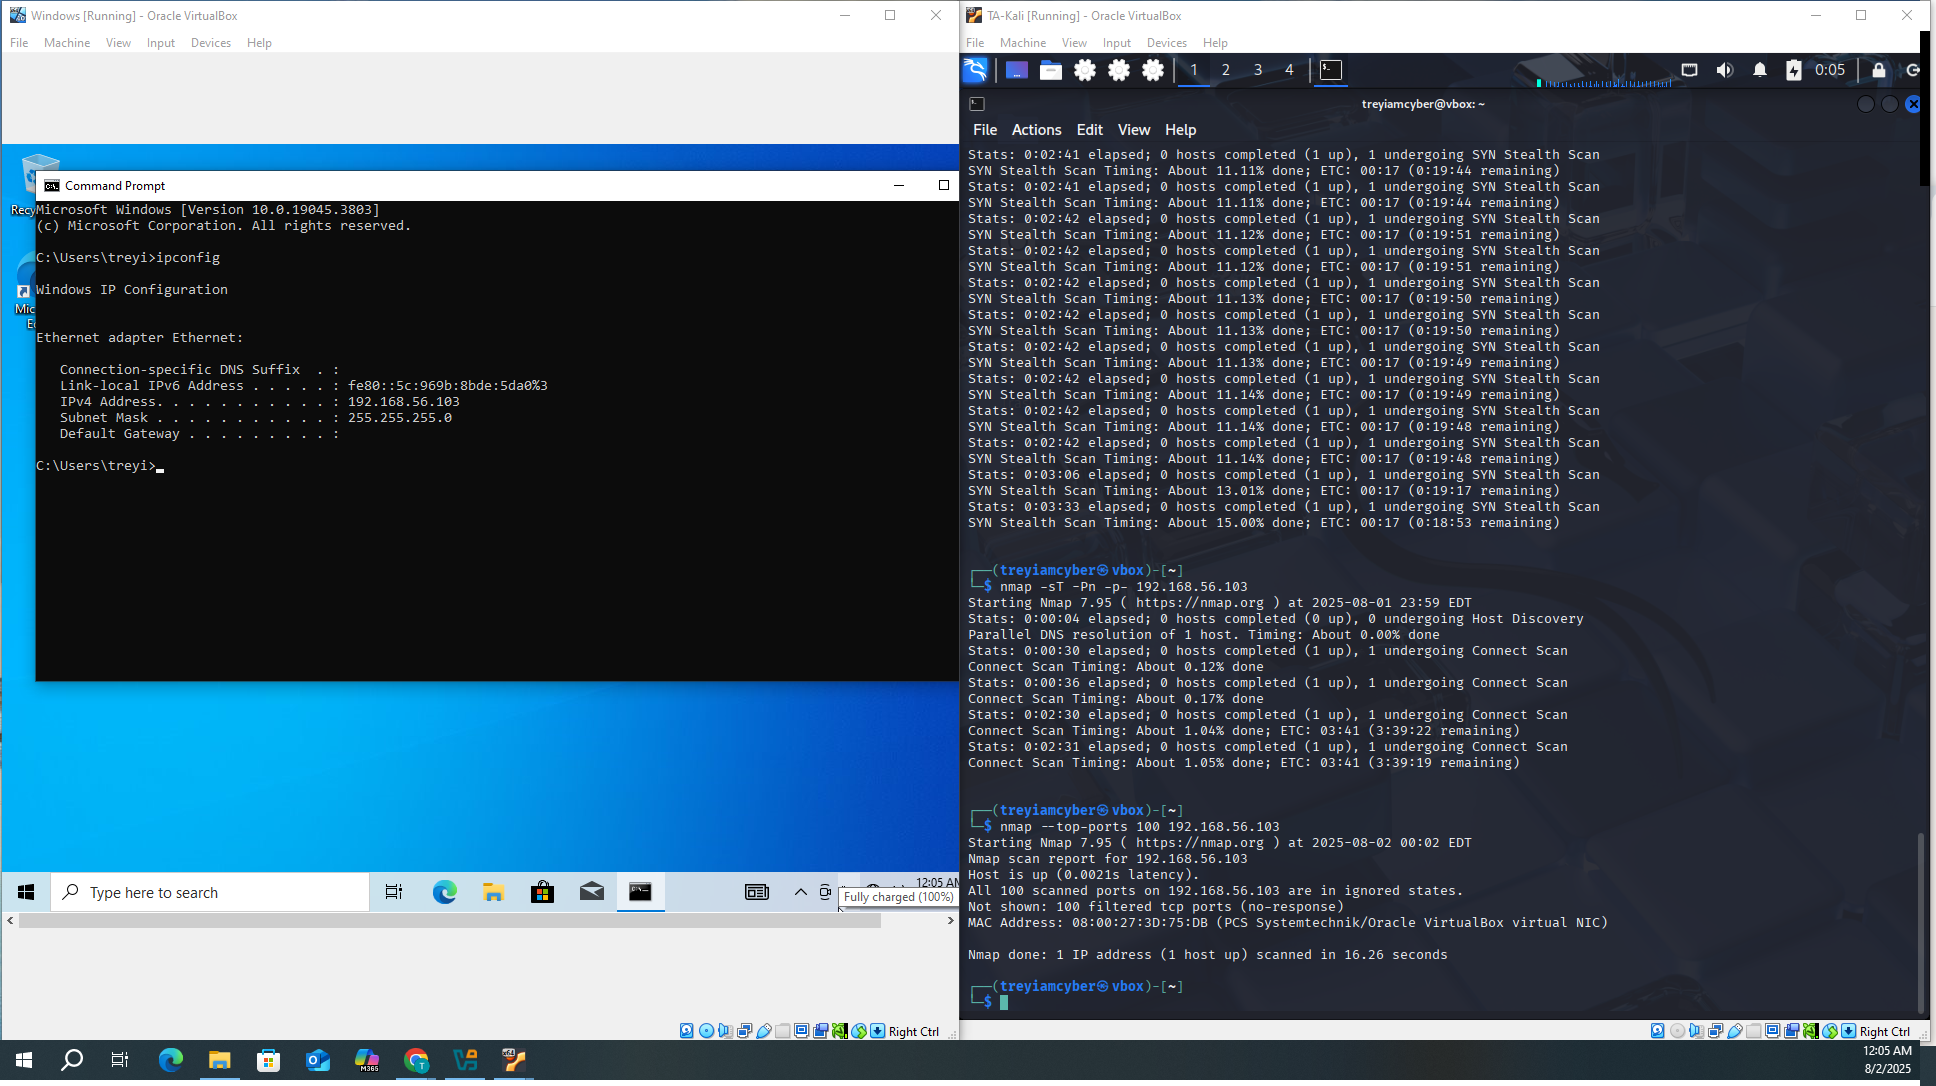 Windows [Running] - Oracle VirtualBox
File Machine View Input Devices Help
Recy
Mic
E
Command Prompt
Microsoft Windows [Version 10.0.19045.3803]
(c) Microsoft Corporation. All rights reserved.
C:\Users\treyi>ipconfig
Windows IP Configuration
Ethernet adapter Ethernet:
Connection-specific DNS Suffix . :
Link-local IPv6 Address . . . . . : fe80::5c:969b:8bde:5da0%3
IPv4 Address. . . . . . . . . . . : 192.168.56.103
Subnet Mask . . . . . . . . . . . : 255.255.255.0
Default Gateway . . . . . . . . . :
C:\Users\treyi>
Type here to search
12:05 AM
Fully charged (100%)
Right Ctrl
TA-Kali [Running] - Oracle VirtualBox
File Machine View Input Devices Help
1 2 3 4 0:05
treyiamcyber@vbox: ~
File Actions Edit View Help
Stats: 0:02:41 elapsed; 0 hosts completed (1 up), 1 undergoing SYN Stealth Scan
SYN Stealth Scan Timing: About 11.11% done; ETC: 00:17 (0:19:44 remaining)
Stats: 0:02:41 elapsed; 0 hosts completed (1 up), 1 undergoing SYN Stealth Scan
SYN Stealth Scan Timing: About 11.11% done; ETC: 00:17 (0:19:44 remaining)
Stats: 0:02:42 elapsed; 0 hosts completed (1 up), 1 undergoing SYN Stealth Scan
SYN Stealth Scan Timing: About 11.12% done; ETC: 00:17 (0:19:51 remaining)
Stats: 0:02:42 elapsed; 0 hosts completed (1 up), 1 undergoing SYN Stealth Scan
SYN Stealth Scan Timing: About 11.12% done; ETC: 00:17 (0:19:51 remaining)
Stats: 0:02:42 elapsed; 0 hosts completed (1 up), 1 undergoing SYN Stealth Scan
SYN Stealth Scan Timing: About 11.13% done; ETC: 00:17 (0:19:50 remaining)
Stats: 0:02:42 elapsed; 0 hosts completed (1 up), 1 undergoing SYN Stealth Scan
SYN Stealth Scan Timing: About 11.13% done; ETC: 00:17 (0:19:50 remaining)
Stats: 0:02:42 elapsed; 0 hosts completed (1 up), 1 undergoing SYN Stealth Scan
SYN Stealth Scan Timing: About 11.13% done; ETC: 00:17 (0:19:49 remaining)
Stats: 0:02:42 elapsed; 0 hosts completed (1 up), 1 undergoing SYN Stealth Scan
SYN Stealth Scan Timing: About 11.14% done; ETC: 00:17 (0:19:49 remaining)
Stats: 0:02:42 elapsed; 0 hosts completed (1 up), 1 undergoing SYN Stealth Scan
SYN Stealth Scan Timing: About 11.14% done; ETC: 00:17 (0:19:48 remaining)
Stats: 0:02:42 elapsed; 0 hosts completed (1 up), 1 undergoing SYN Stealth Scan
SYN Stealth Scan Timing: About 11.14% done; ETC: 00:17 (0:19:48 remaining)
Stats: 0:03:06 elapsed; 0 hosts completed (1 up), 1 undergoing SYN Stealth Scan
SYN Stealth Scan Timing: About 13.01% done; ETC: 00:17 (0:19:17 remaining)
Stats: 0:03:33 elapsed; 0 hosts completed (1 up), 1 undergoing SYN Stealth Scan
SYN Stealth Scan Timing: About 15.00% done; ETC: 00:17 (0:18:53 remaining)
┌──(treyiamcyber㉿vbox)-[~]
└─$ nmap -sT -Pn -p- 192.168.56.103
Starting Nmap 7.95 ( https://nmap.org ) at 2025-08-01 23:59 EDT
Stats: 0:00:04 elapsed; 0 hosts completed (0 up), 0 undergoing Host Discovery
Parallel DNS resolution of 1 host. Timing: About 0.00% done
Stats: 0:00:30 elapsed; 0 hosts completed (1 up), 1 undergoing Connect Scan
Connect Scan Timing: About 0.12% done
Stats: 0:00:36 elapsed; 0 hosts completed (1 up), 1 undergoing Connect Scan
Connect Scan Timing: About 0.17% done
Stats: 0:02:30 elapsed; 0 hosts completed (1 up), 1 undergoing Connect Scan
Connect Scan Timing: About 1.04% done; ETC: 03:41 (3:39:22 remaining)
Stats: 0:02:31 elapsed; 0 hosts completed (1 up), 1 undergoing Connect Scan
Connect Scan Timing: About 1.05% done; ETC: 03:41 (3:39:19 remaining)
┌──(treyiamcyber㉿vbox)-[~]
└─$ nmap --top-ports 100 192.168.56.103
Starting Nmap 7.95 ( https://nmap.org ) at 2025-08-02 00:02 EDT
Nmap scan report for 192.168.56.103
Host is up (0.0021s latency).
All 100 scanned ports on 192.168.56.103 are in ignored states.
Not shown: 100 filtered tcp ports (no-response)
MAC Address: 08:00:27:3D:75:DB (PCS Systemtechnik/Oracle VirtualBox virtual NIC)
Nmap done: 1 IP address (1 host up) scanned in 16.26 seconds
┌──(treyiamcyber㉿vbox)-[~]
└─$
Right Ctrl
M365
12:05 AM
8/2/2025